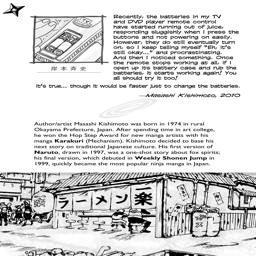 Recently, the batteries in my TV
and DVD player remote control
have started running out of juice,
responding sluggishly when I press the
buttons and not powering on easily.
However, they do still eventually turn
on, so I keep telling myself "Eh, it's
still okay..." and procrastinating.
And then I noticed something. Once
the remote stops working at all, if I
open up its battery case and run the
batteries, it starts working again! You
all should try it too!
It's true... though it would be faster just to change the batteries.
—Masashi Kishimoto, 2010
岸本斉史
Author/artist Masashi Kishimoto was born in 1974 in rural
Okayama Prefecture, Japan. After spending time in art college,
he won the Hop Step Award for new manga artists with his
manga Karakuri (Mechanism). Kishimoto decided to base his
next story on traditional Japanese culture. His first version of
Naruto, drawn in 1997, was a one-shot story about fox spirits;
his final version, which debuted in Weekly Shonen Jump in
1999, quickly became the most popular ninja manga in Japan.
ラーメン 楽